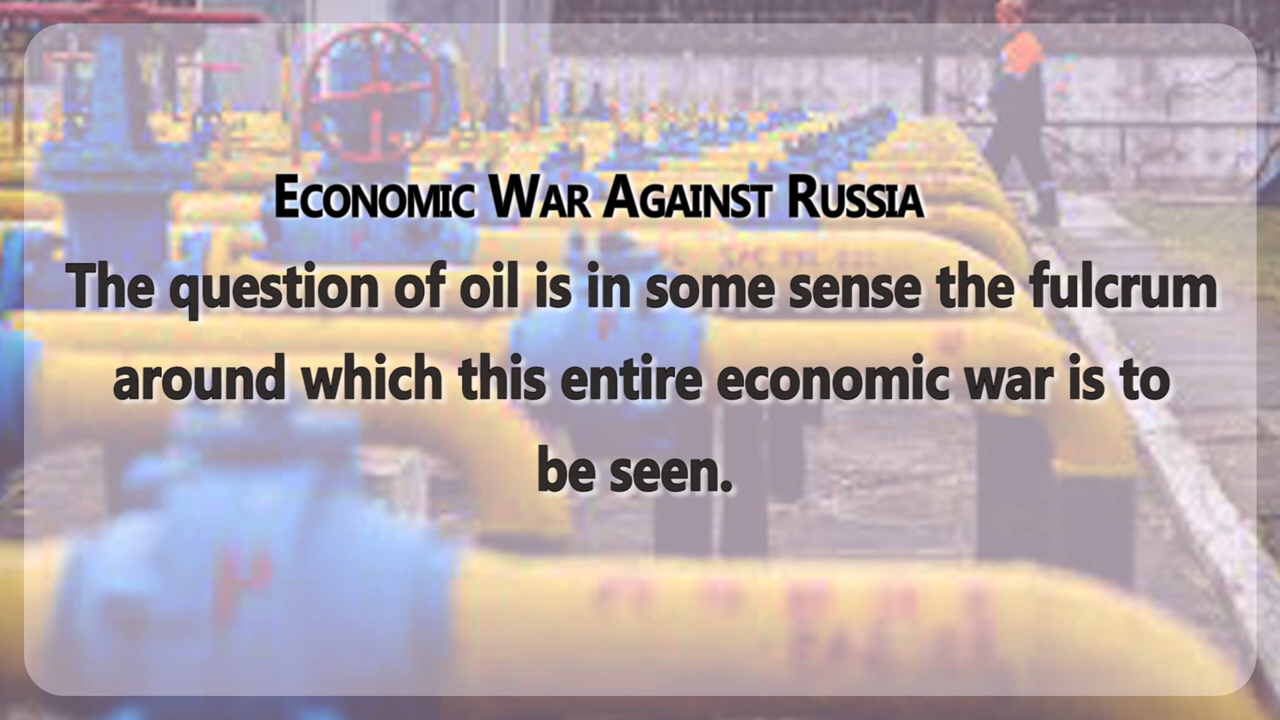 Economic War Against Russia
The question of oil is in some sense the fulcrum
around which this entire economic war is to
be seen.